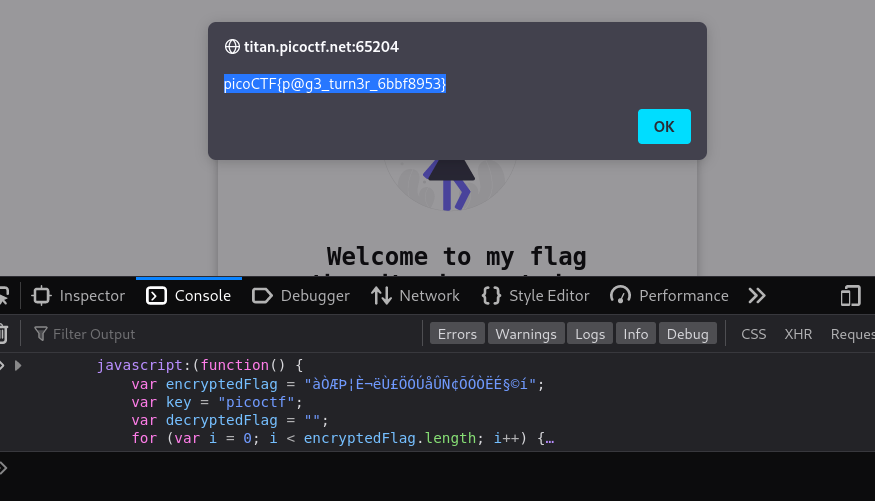 titan.picoctf.net:65204
picoCTF{p@g3_turn3r_6bbf8953}
OK
Welcome to my flag
Inspector Console Debugger Network Style Editor Performance
Filter Output Errors Warnings Logs Info Debug CSS XHR Reques
javascript:(function() {
var encryptedFlag = "àÒÆÞ¦È¬ëÙ£ÖÓÚåÛÑ¢ÕÓÒËÉ§©í";
var key = "picoctf";
var decryptedFlag = "";
for (var i = 0; i < encryptedFlag.length; i++) {…